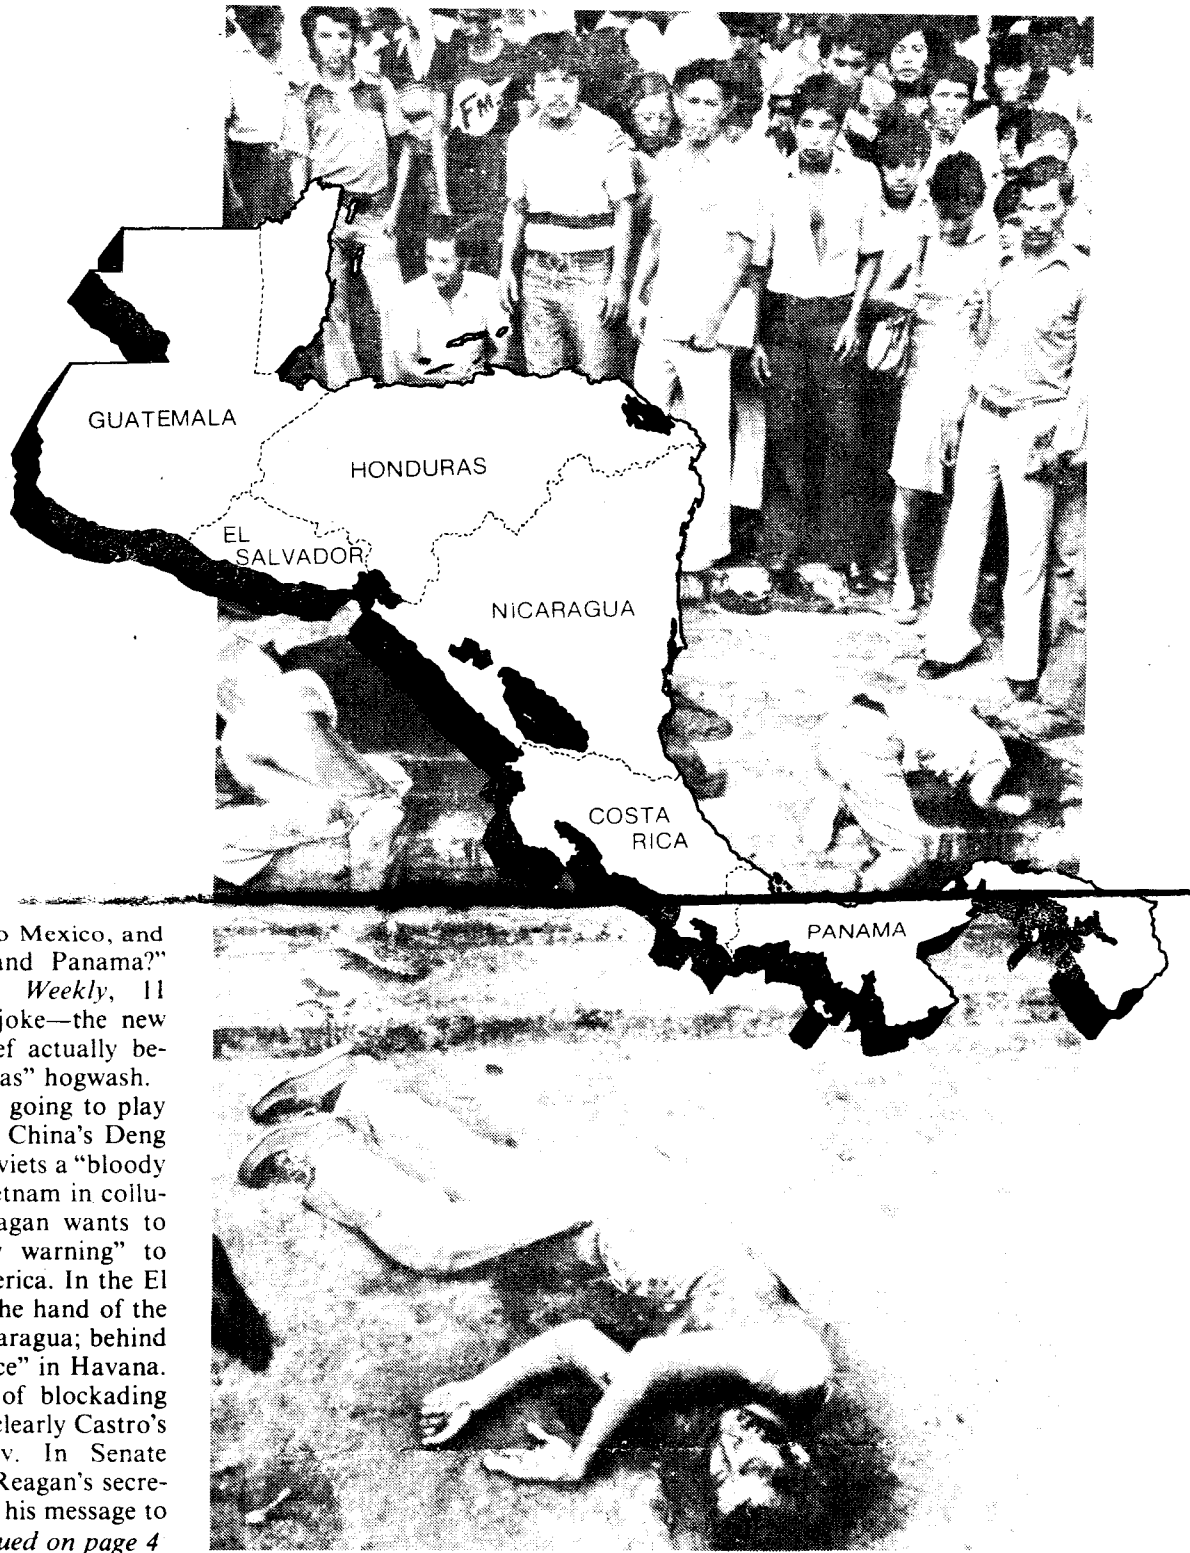 FM
GUATEMALA
HONDURAS
EL
SALVADOR
NICARAGUA
COSTA
RICA
PANAMA
o Mexico, and
and Panama?"
Weekly, 11
joke—the new
ef actually be-
as" hogwash.
going to play
China's Deng
viets a "bloody
etnam in collu-
agan wants to
warning" to
erica. In the El
he hand of the
aragua; behind
ce" in Havana.
of blockading
clearly Castro's
v. In Senate
Reagan's secre-
his message to
ued on page 4